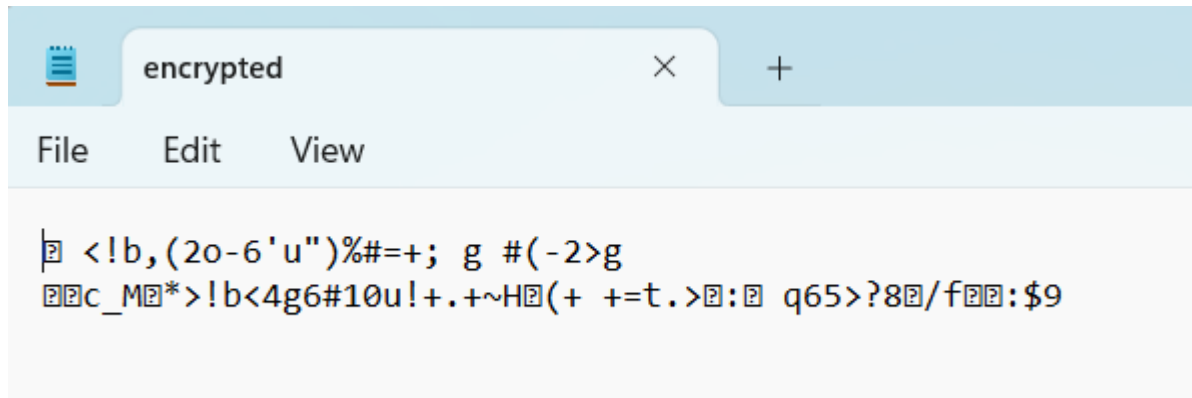 encrypted
File Edit View
 <!b,(2o-6'u")%#=+; g #(-2>g
c_M*>!b<4g6#10u!+.+~H(+ +=t.>: q65>?8/f:$9